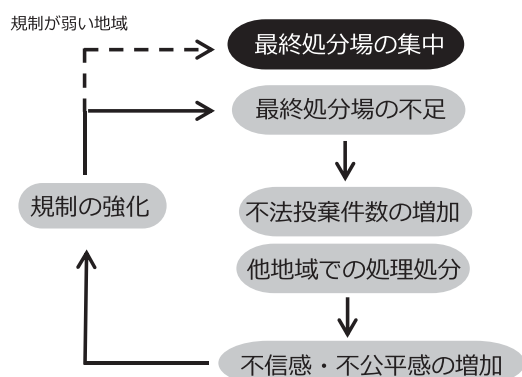 規制が弱い地域
最終処分場の集中
最終処分場の不足
規制の強化
不法投棄件数の増加
他地域での処理処分
不信感・不公平感の増加